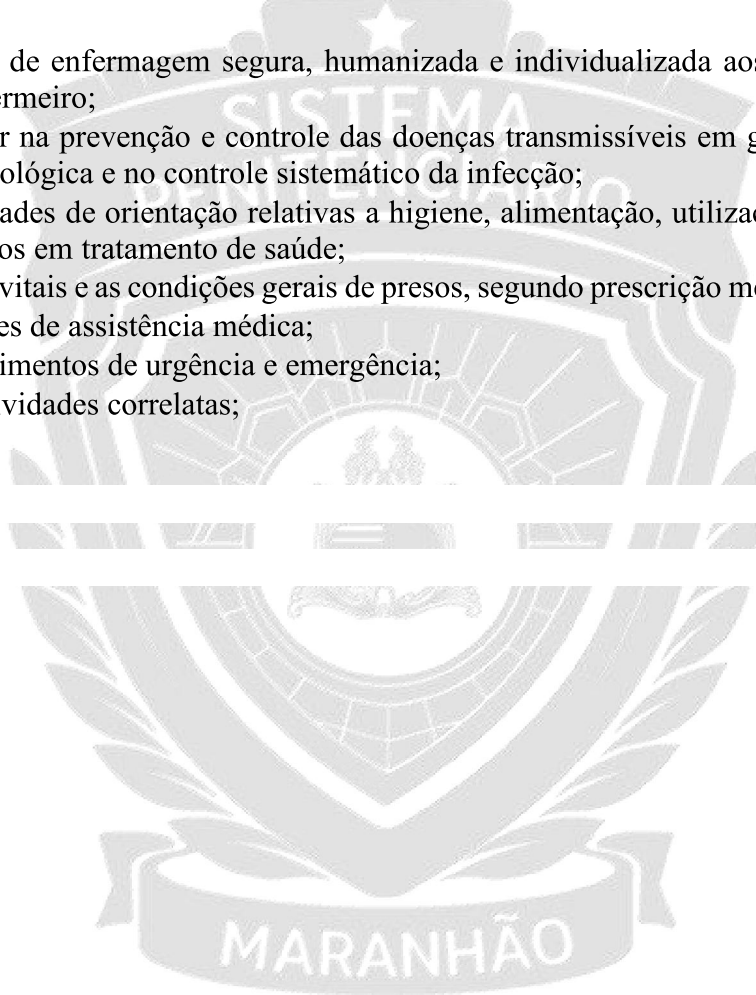 de enfermagem segura, humanizada e individualizada aos
ermeiro;
SISTEMA
r na prevenção e controle das doenças transmissíveis em g
ológica e no controle sistemático da infecção;
PENITENCIÁRIO
ades de orientação relativas a higiene, alimentação, utilizaç
os em tratamento de saúde;
vitais e as condições gerais de presos, segundo prescrição m
es de assistência médica;
imentos de urgência e emergência;
vidades correlatas;
MARANHÃO